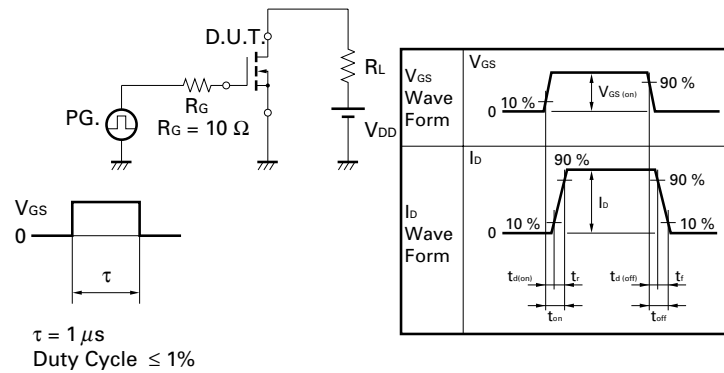 D.U.T.
RL
RG
RG = 10 Ω
PG.
VDD
VGS
0
τ
τ = 1 μs
Duty Cycle ≤ 1%
VGS
Wave
Form
VGS
90 %
VGS (on)
10 %
0
ID
Wave
Form
ID
90 %
90 %
ID
10 %
10 %
0
td(on) tr td (off) tf
ton toff